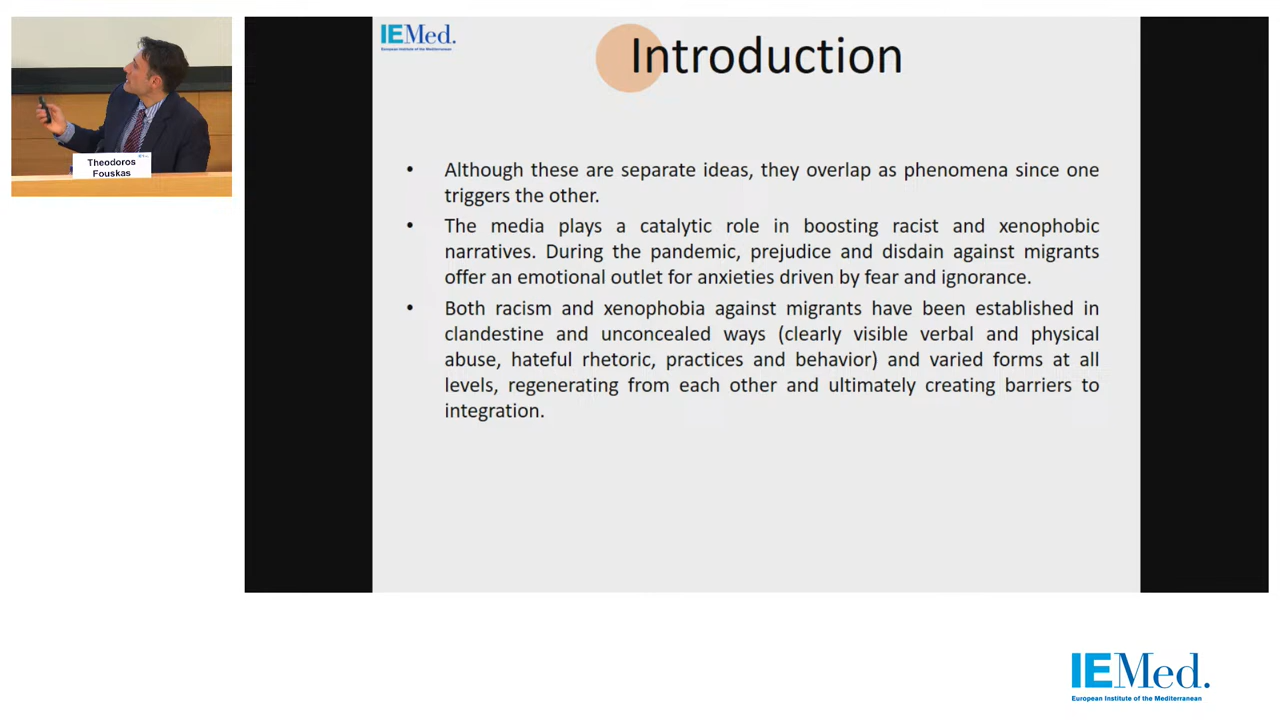 IEMed.
European Institute of the Mediterranean
Introduction
Theodoros
Fouskas
• Although these are separate ideas, they overlap as phenomena since one
triggers the other.
• The media plays a catalytic role in boosting racist and xenophobic
narratives. During the pandemic, prejudice and disdain against migrants
offer an emotional outlet for anxieties driven by fear and ignorance.
• Both racism and xenophobia against migrants have been established in
clandestine and unconcealed ways (clearly visible verbal and physical
abuse, hateful rhetoric, practices and behavior) and varied forms at all
levels, regenerating from each other and ultimately creating barriers to
integration.
IEMed.
European Institute of the Mediterranean